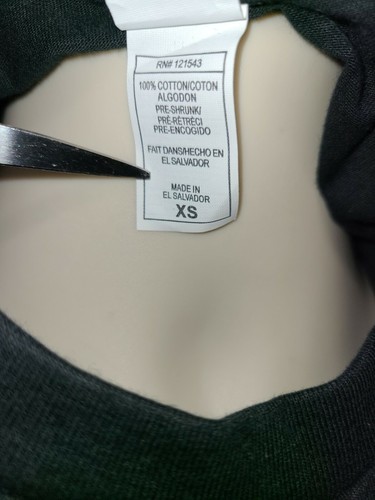 RN# 121543
100% COTTON/COTON
ALGODON
PRE-SHRUNK/
PRÉ-RÉTRÉCI
PRE-ENCOGIDO
FAIT DANS/HECHO EN
EL SALVADOR
MADE IN
EL SALVADOR
XS